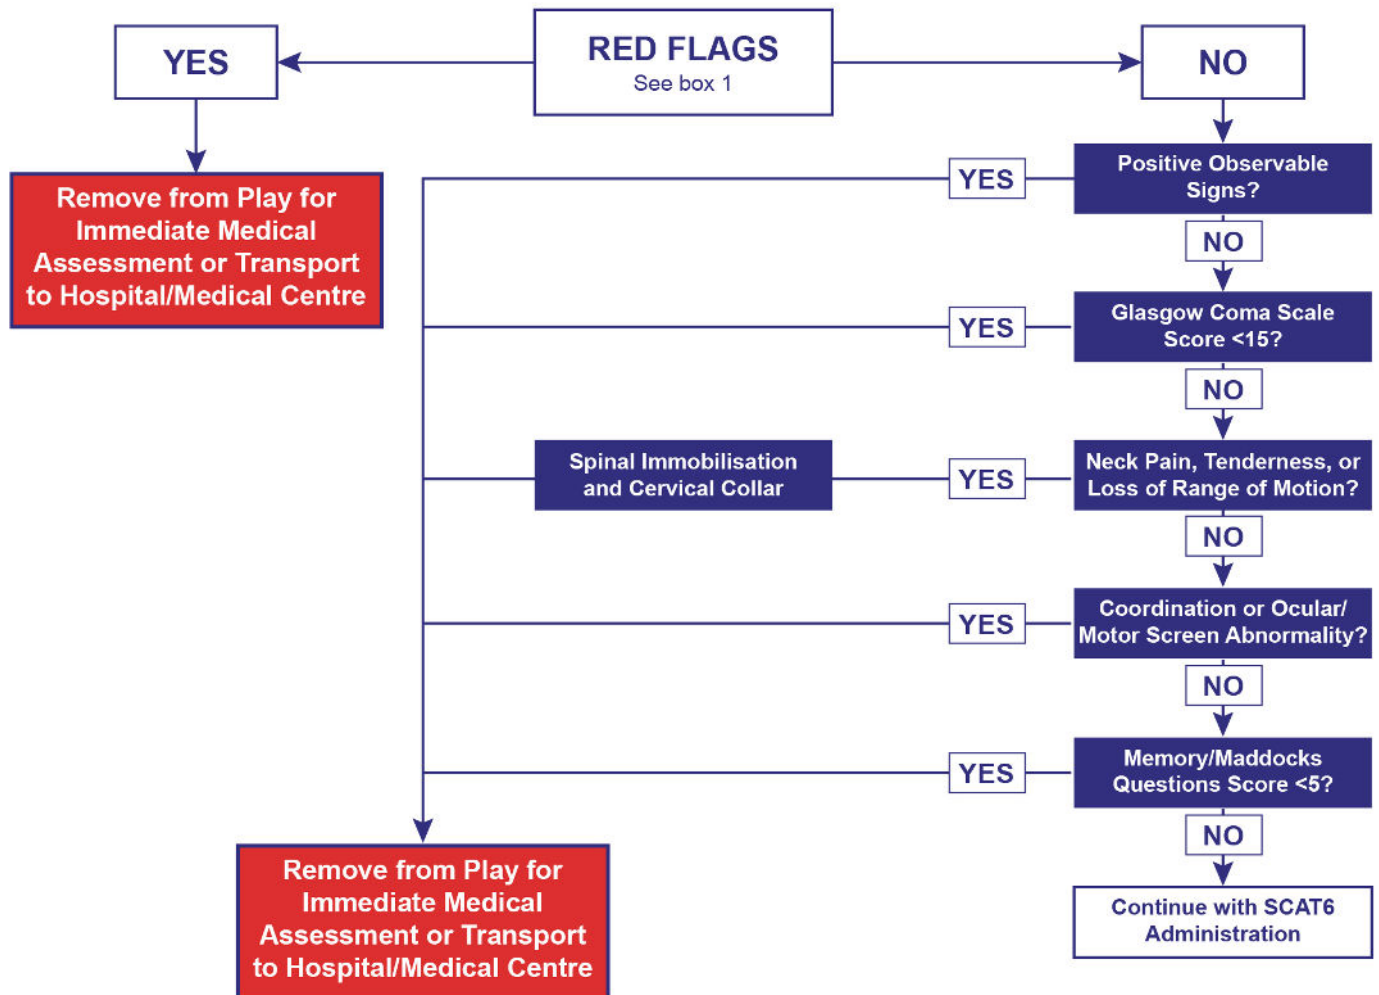 YES
RED FLAGS
See box 1
NO
Remove from Play for
Immediate Medical
Assessment or Transport
to Hospital/Medical Centre
YES
Positive Observable
Signs?
NO
YES
Glasgow Coma Scale
Score <15?
NO
Spinal Immobilisation
and Cervical Collar
YES
Neck Pain, Tenderness, or
Loss of Range of Motion?
NO
YES
Coordination or Ocular/
Motor Screen Abnormality?
NO
YES
Memory/Maddocks
Questions Score <5?
NO
Remove from Play for
Immediate Medical
Assessment or Transport
to Hospital/Medical Centre
Continue with SCAT6
Administration